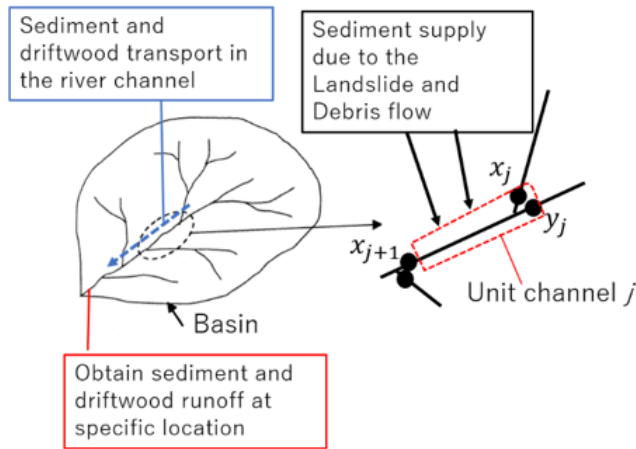 Sediment and
driftwood transport in
the river channel
Sediment supply
due to the
Landslide and
Debris flow
x_j
y_j
x_{j+1}
Unit channel j
Basin
Obtain sediment and
driftwood runoff at
specific location